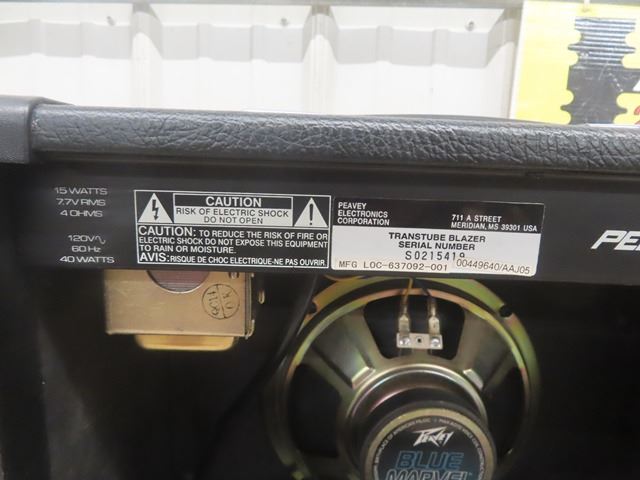 15 WATTS
7.7V RMS
4 OHMS
120V~
60 Hz
40 WATTS
CAUTION
RISK OF ELECTRIC SHOCK
DO NOT OPEN
CAUTION: TO REDUCE THE RISK OF FIRE OR
ELECTRIC SHOCK DO NOT EXPOSE THIS EQUIPMENT
TO RAIN OR MOISTURE.
AVIS: RISQUE DE CHOC ELECTRIQUE-NE PAS OUVRIR.
PEAVEY
ELECTRONICS
CORPORATION
711 A STREET
MERIDIAN, MS 39301 USA
TRANSTUBE BLAZER
SERIAL NUMBER
S0215419
MFG LOC-637092-001
00449640/AAJ05
PE
PEAVEY
BLUE
MARVEL